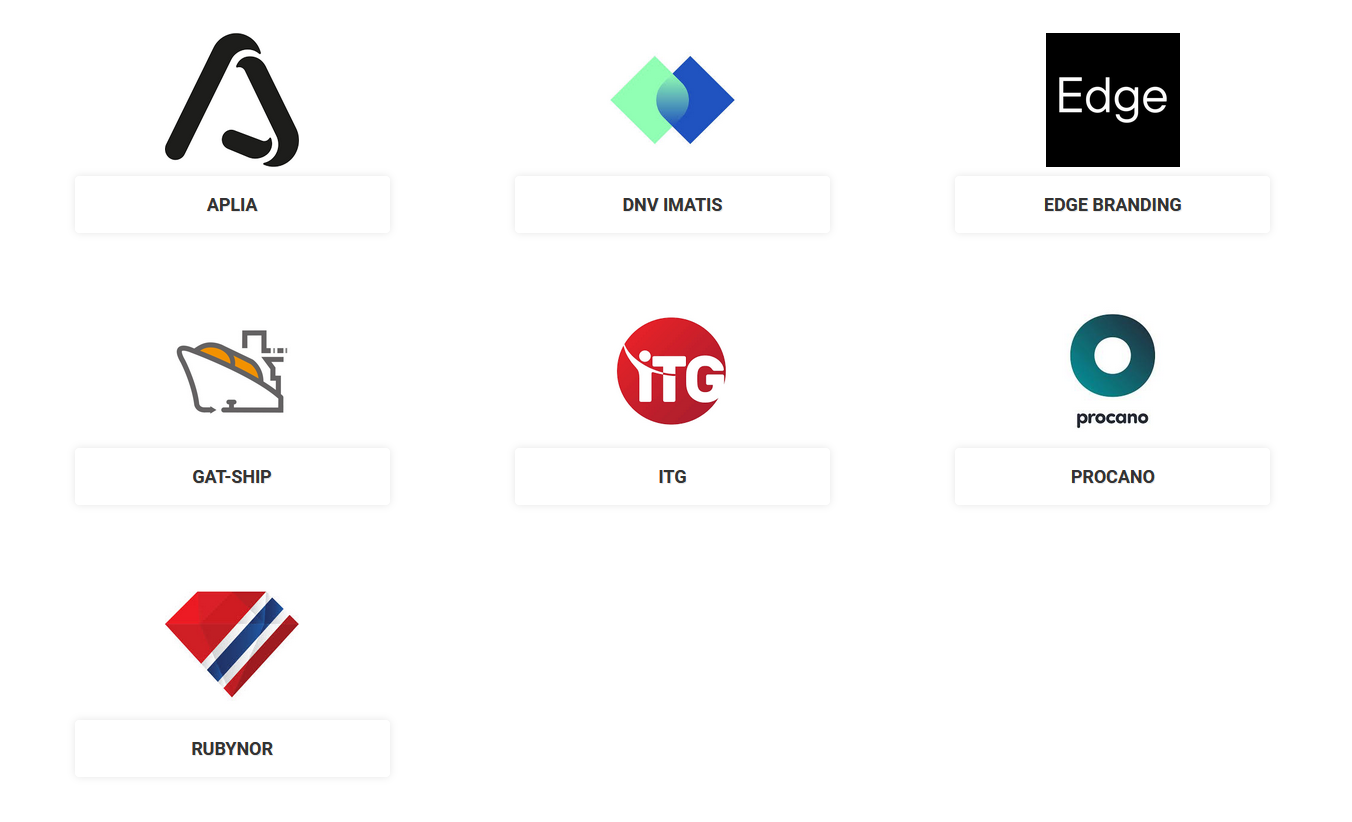 Edge
APLIA
DNV IMATIS
EDGE BRANDING
iTG
procano
GAT-SHIP
ITG
PROCANO
RUBYNOR